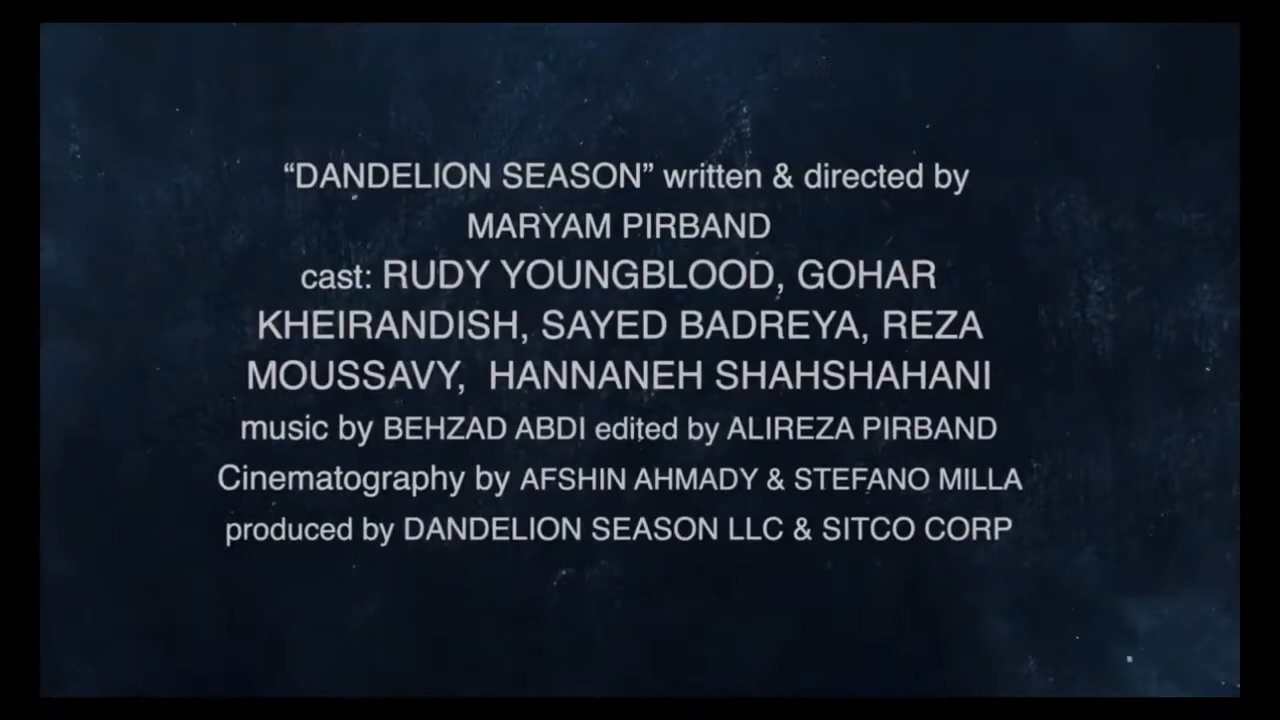 “DANDELION SEASON” written & directed by
MARYAM PIRBAND
cast: RUDY YOUNGBLOOD, GOHAR
KHEIRANDISH, SAYED BADREYA, REZA
MOUSSAVY, HANNANEH SHAHSHAHANI
music by BEHZAD ABDI edited by ALIREZA PIRBAND
Cinematography by AFSHIN AHMADY & STEFANO MILLA
produced by DANDELION SEASON LLC & SITCO CORP